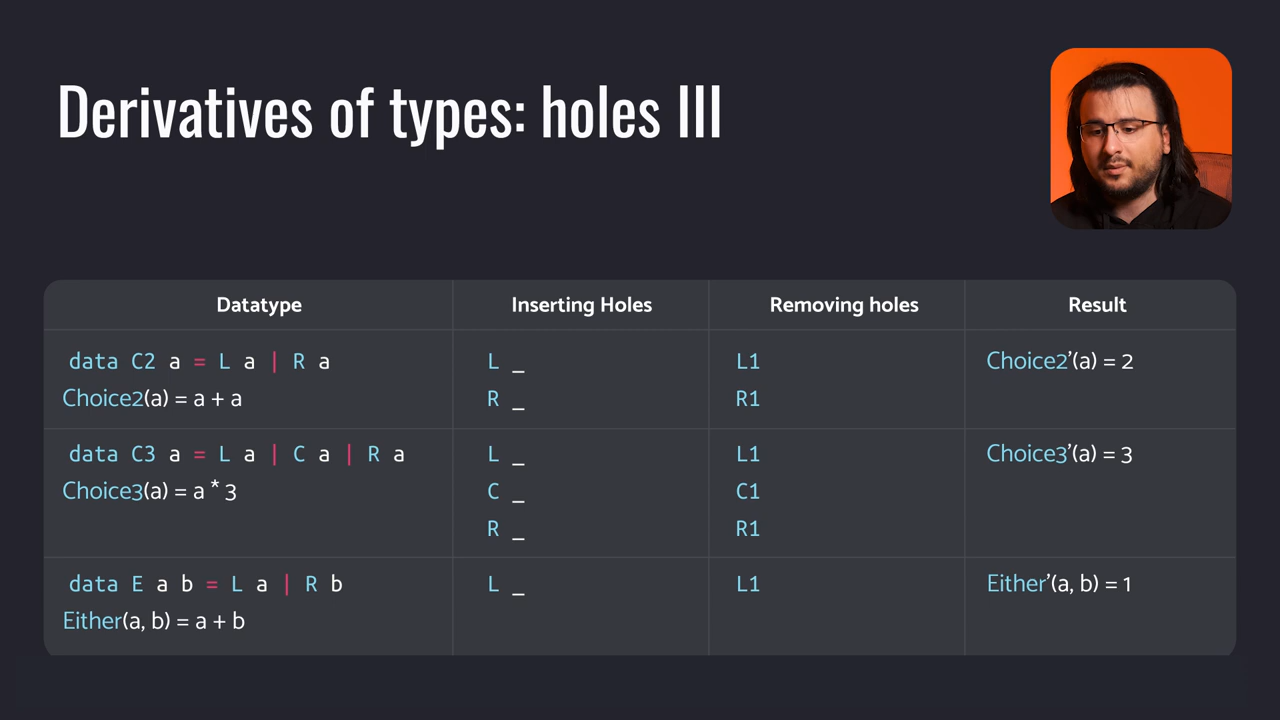 Derivatives of types: holes III
Datatype Inserting Holes Removing holes Result
data C2 a = L a | R a L _ L1 Choice2’(a) = 2
Choice2(a) = a + a R _ R1
data C3 a = L a | C a | R a L _ L1 Choice3’(a) = 3
Choice3(a) = a * 3 C _ C1
R _ R1
data E a b = L a | R b L _ L1 Either’(a, b) = 1
Either(a, b) = a + b